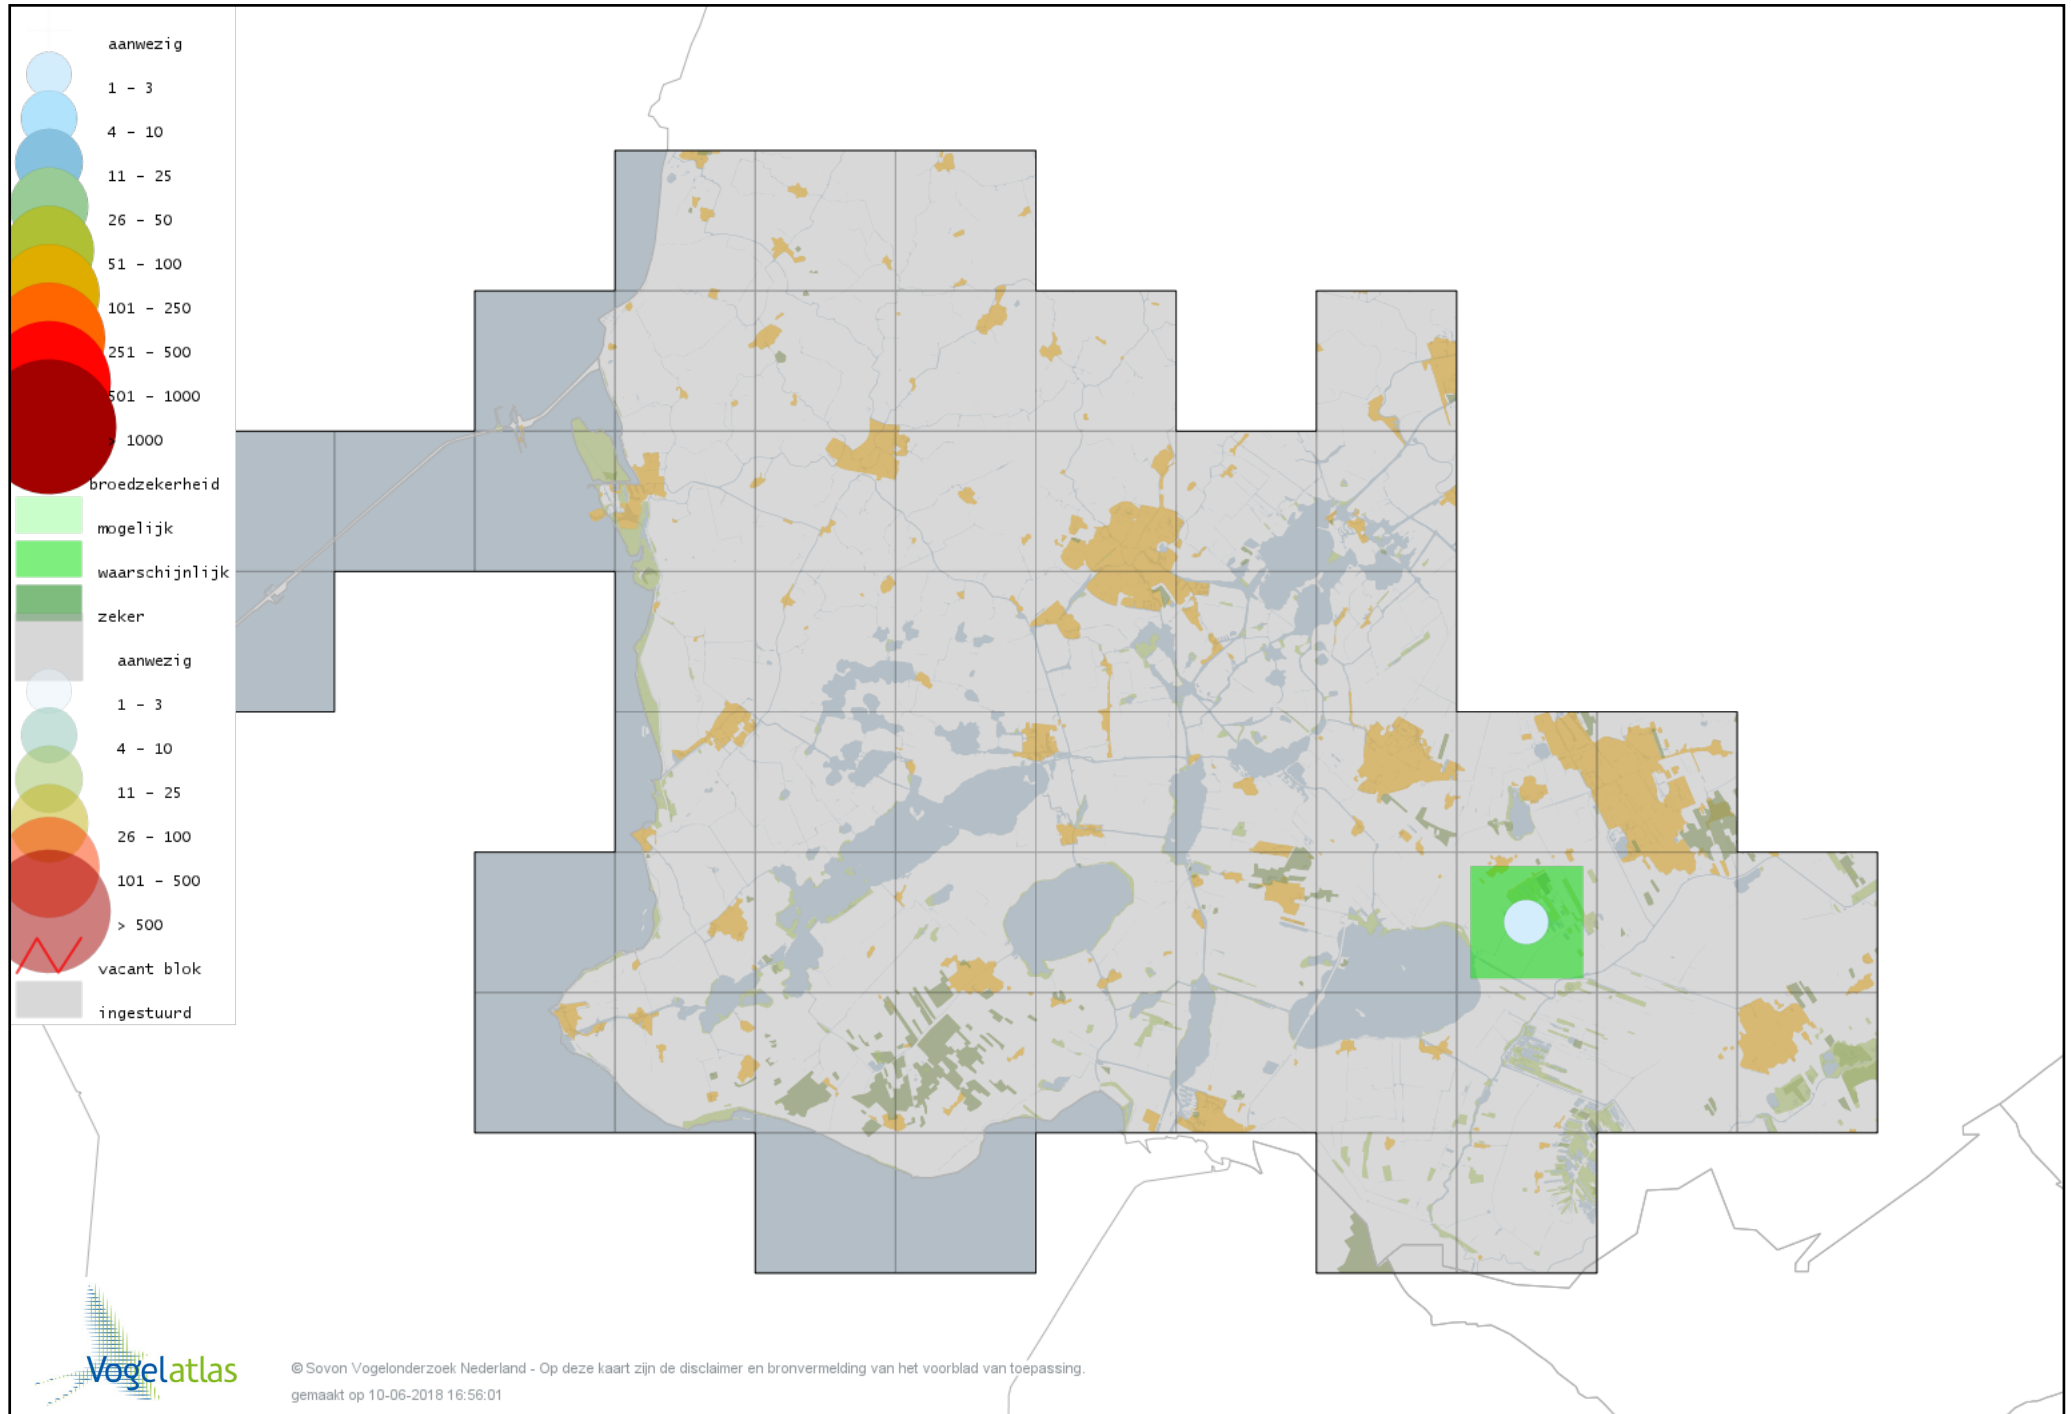 aanwezig
1 - 3
4 - 10
11 - 25
26 - 50
51 - 100
101 - 250
251 - 500
501 - 1000
> 1000
broedzekerheid
mogelijk
waarschijnlijk
zeker
aanwezig
1 - 3
4 - 10
11 - 25
26 - 100
101 - 500
> 500
vacant blok
ingestuurd
Vogelatlas
© Sovon Vogelonderzoek Nederland - Op deze kaart zijn de disclaimer en bronvermelding van het voorblad van toepassing.
gemaakt op 10-06-2018 16:56:01